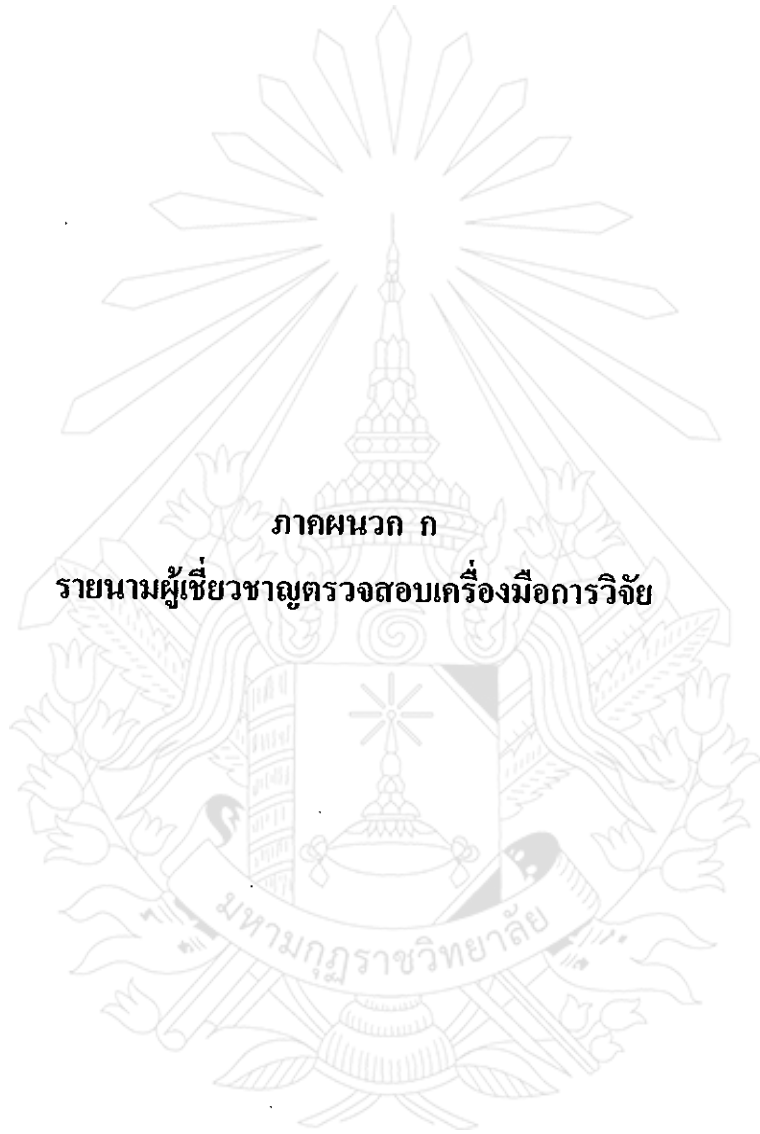 ภาคผนวก ก
รายนามผู้เชี่ยวชาญตรวจสอบเครื่องมือการวิจัย
มหามกุฏราชวิทยาลัย